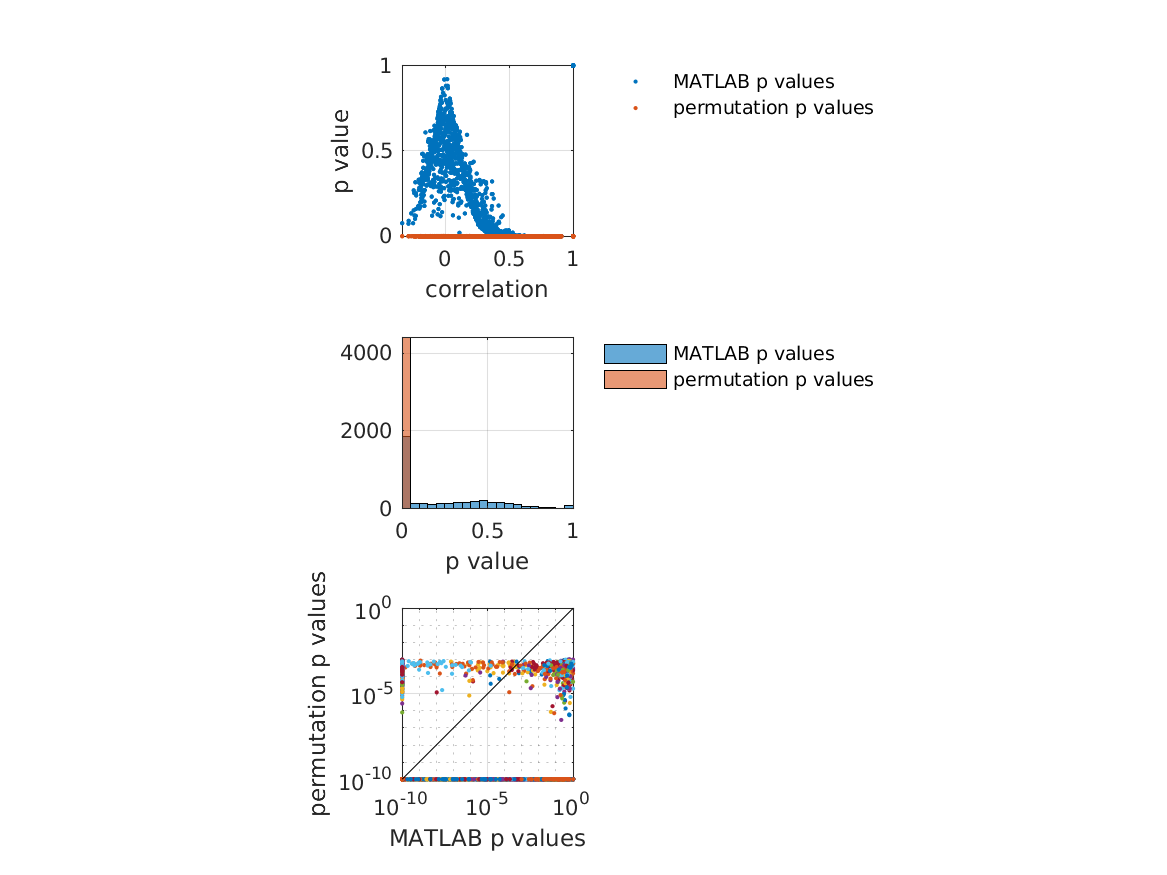 1
0.5
0
p value
0
0.5
1
correlation
MATLAB p values
permutation p values
4000
2000
0
0
0.5
1
p value
MATLAB p values
permutation p values
10^0
10^-5
10^-10
permutation p values
10^-10
10^-5
10^0
MATLAB p values